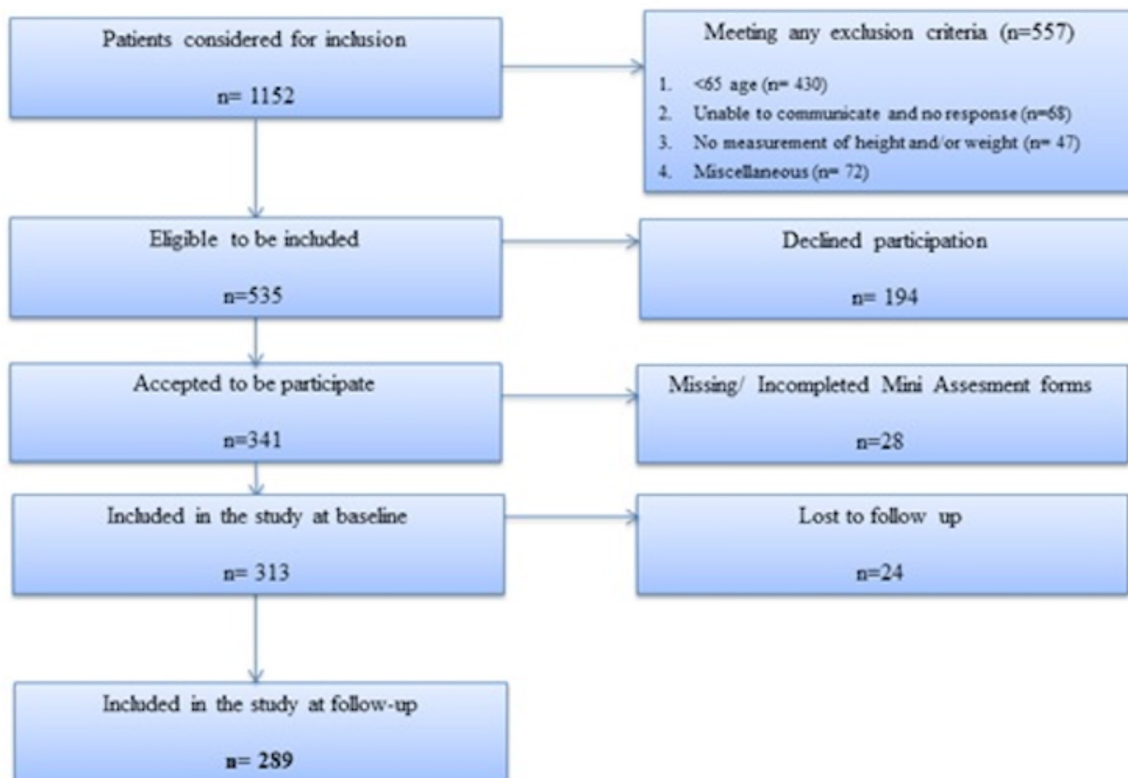 Patients considered for inclusion
n= 1152
Meeting any exclusion criteria (n=557)
1. <65 age (n= 430)
2. Unable to communicate and no response (n=68)
3. No measurement of height and/or weight (n= 47)
4. Miscellaneous (n= 72)
Eligible to be included
n=535
Declined participation
n= 194
Accepted to be participate
n=341
Missing/ Incompleted Mini Assesment forms
n=28
Included in the study at baseline
n= 313
Lost to follow up
n=24
Included in the study at follow-up
n= 289